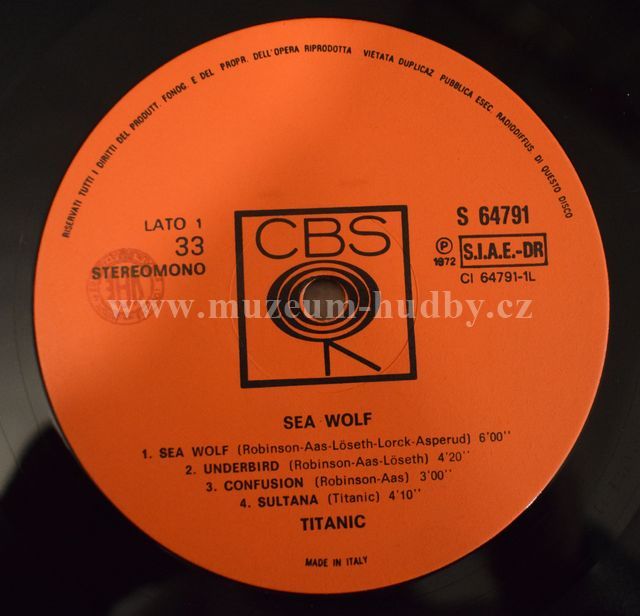 RISERVATI TUTTI I DIRITTI DEL PRODUTT. FONOG. E DEL PROPR. DELL'OPERA RIPRODOTTA VIETATA DUPLICAZ. PUBBLICA ESEC. RADIODIFFUS. DI QUESTO DISCO
LATO 1
33
STEREOMONO
CBS
S 64791
P
1972
S.I.A.E.-DR
CI 64791-1L
www.muzeum-hudby.cz
SEA WOLF
1. SEA WOLF (Robinson-Aas-Löseth-Lorck-Asperud) 6'00''
2. UNDERBIRD (Robinson-Aas-Löseth) 4'20''
3. CONFUSION (Robinson-Aas) 3'00''
4. SULTANA (Titanic) 4'10''
TITANIC
MADE IN ITALY